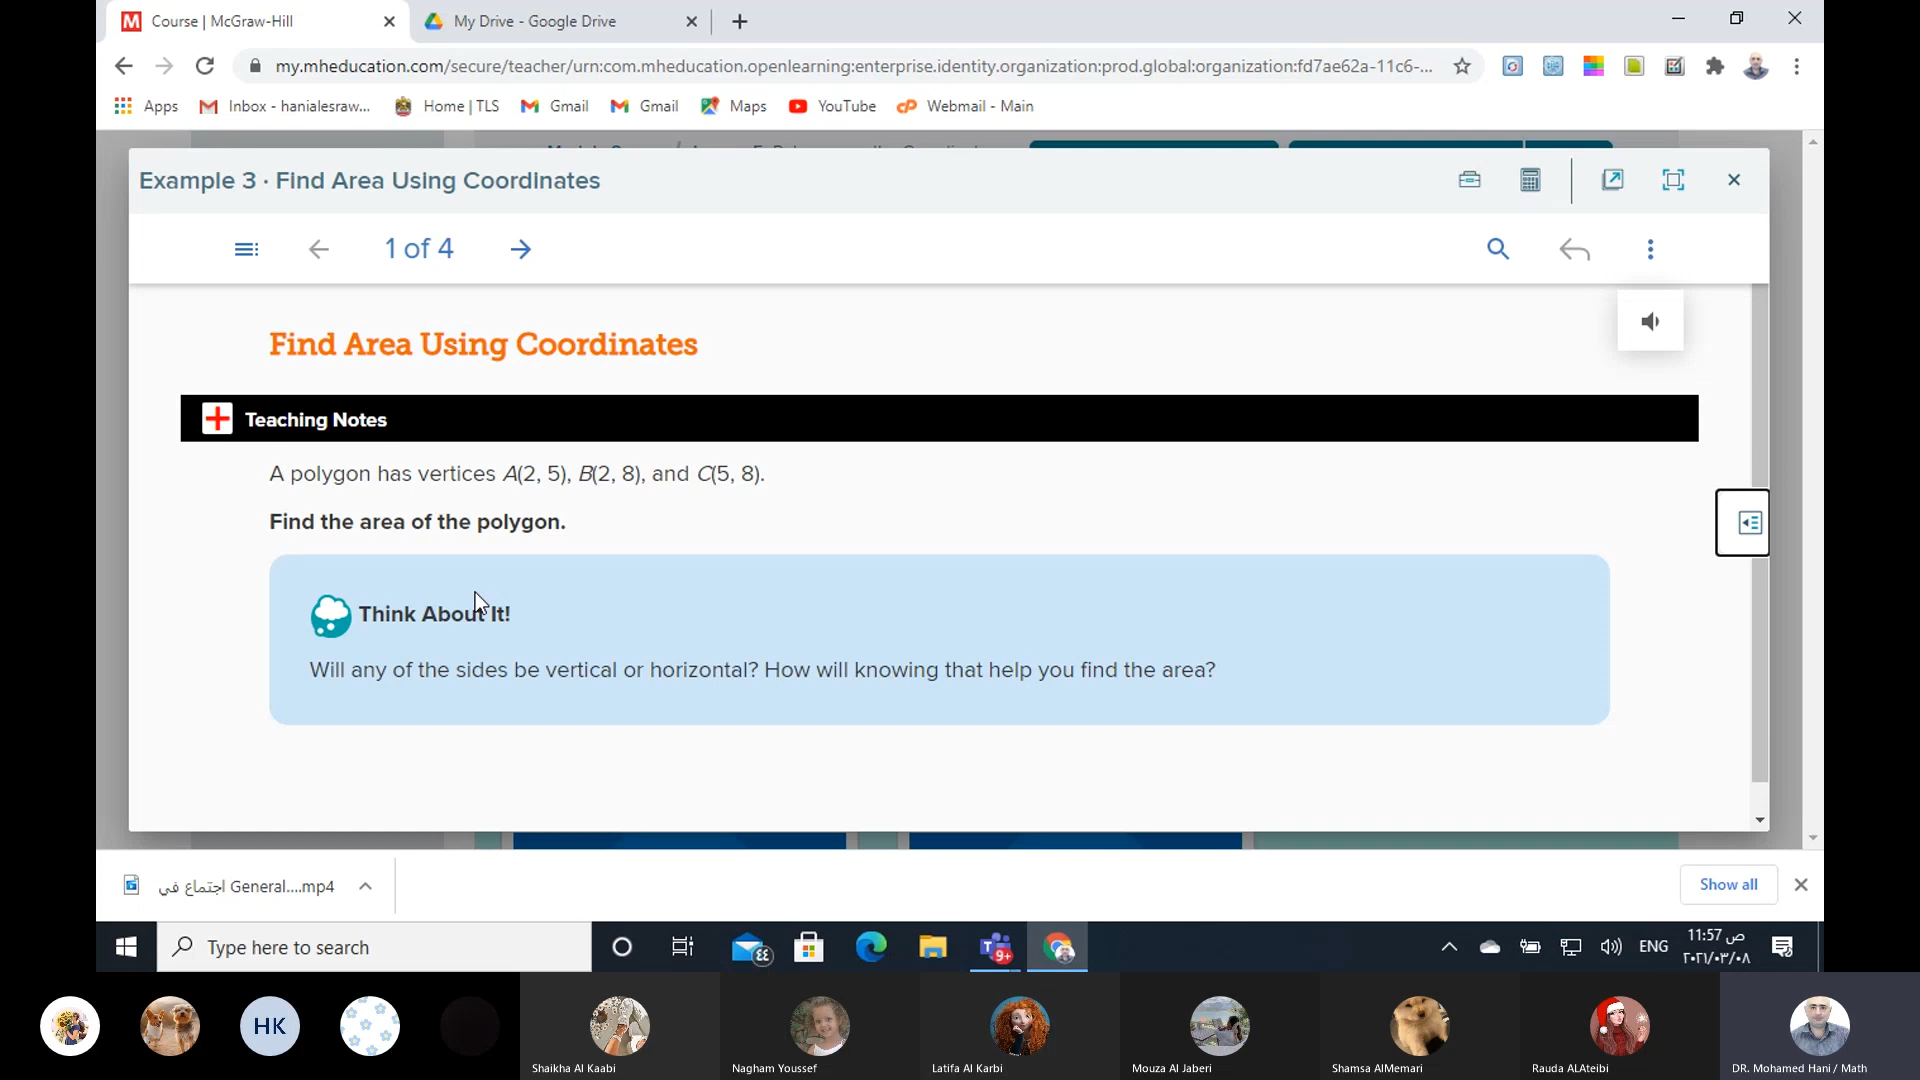 Course | McGraw-Hill
My Drive - Google Drive
my.mheducation.com/secure/teacher/urn:com.mheducation.openlearning:enterprise.identity.organization:prod.global:organization:fd7ae62a-11c6-...
Apps
Inbox - hanialesraw...
Home | TLS
Gmail
Gmail
Maps
YouTube
Webmail - Main
Example 3 · Find Area Using Coordinates
1 of 4
Find Area Using Coordinates
Teaching Notes
A polygon has vertices A(2, 5), B(2, 8), and C(5, 8).
Find the area of the polygon.
Think About It!
Will any of the sides be vertical or horizontal? How will knowing that help you find the area?
اجتماع في General....mp4
Show all
Type here to search
٤٤
9+
ENG
11:57 ص
٢٠٢١/٠٣/٠٨
HK
Shaikha Al Kaabi
Nagham Youssef
Latifa Al Karbi
Mouza Al Jaberi
Shamsa AlMemari
Rauda ALAteibi
DR. Mohamed Hani / Math